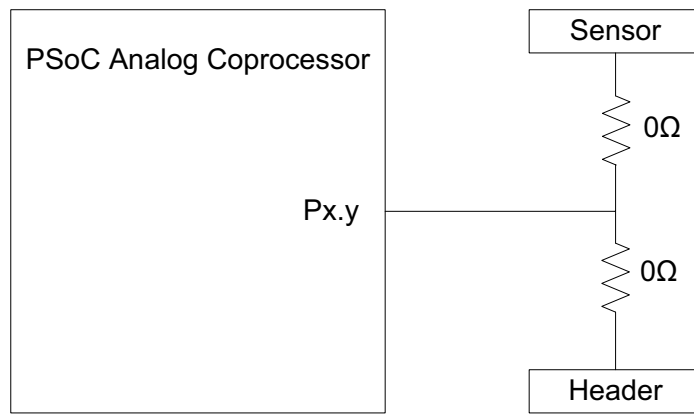 Sensor
PSoC Analog Coprocessor
0Ω
Px.y
0Ω
Header